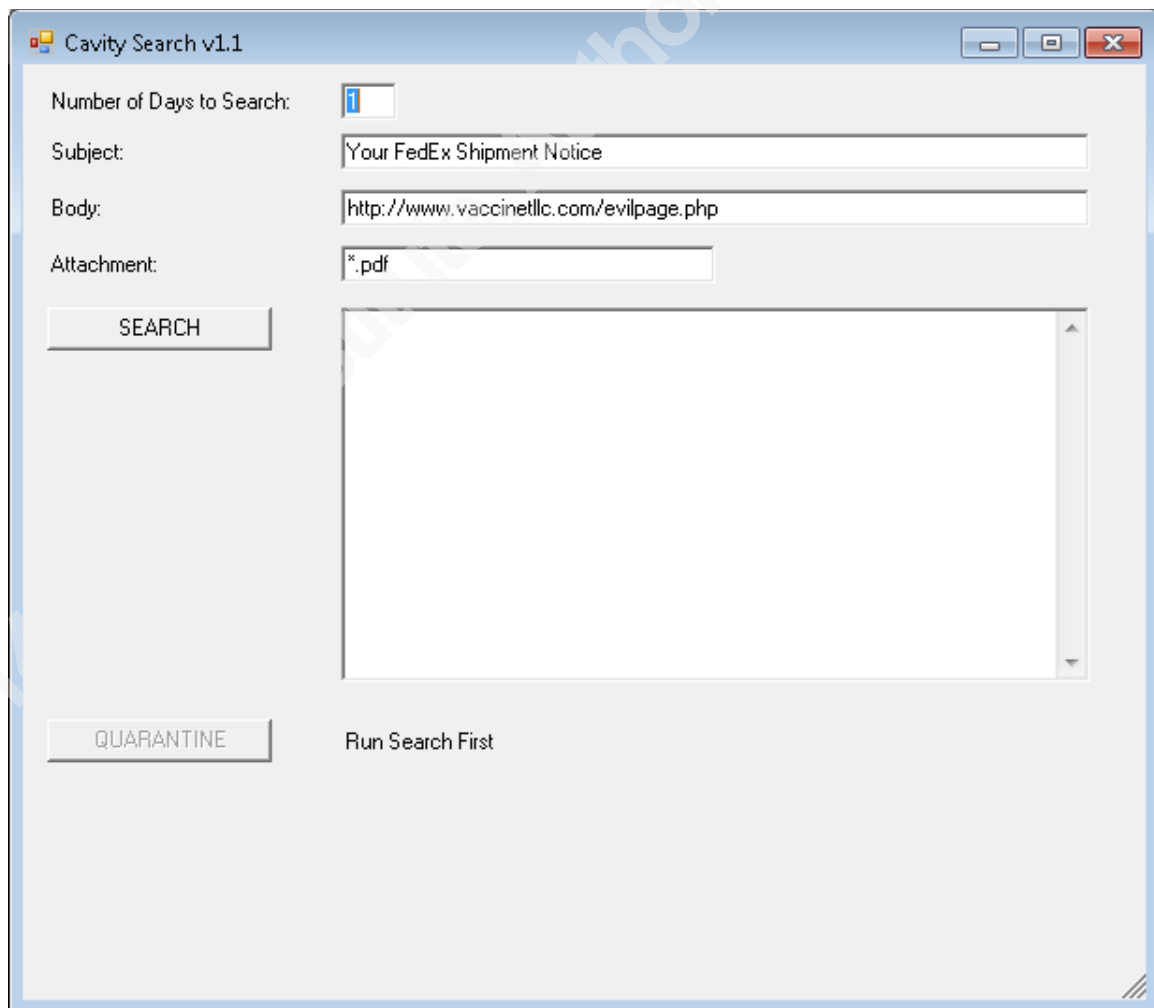 Cavity Search v1.1
Number of Days to Search: 1
Subject: Your FedEx Shipment Notice
Body: http://www.vaccinetllc.com/evilpage.php
Attachment: *.pdf
SEARCH
QUARANTINE Run Search First